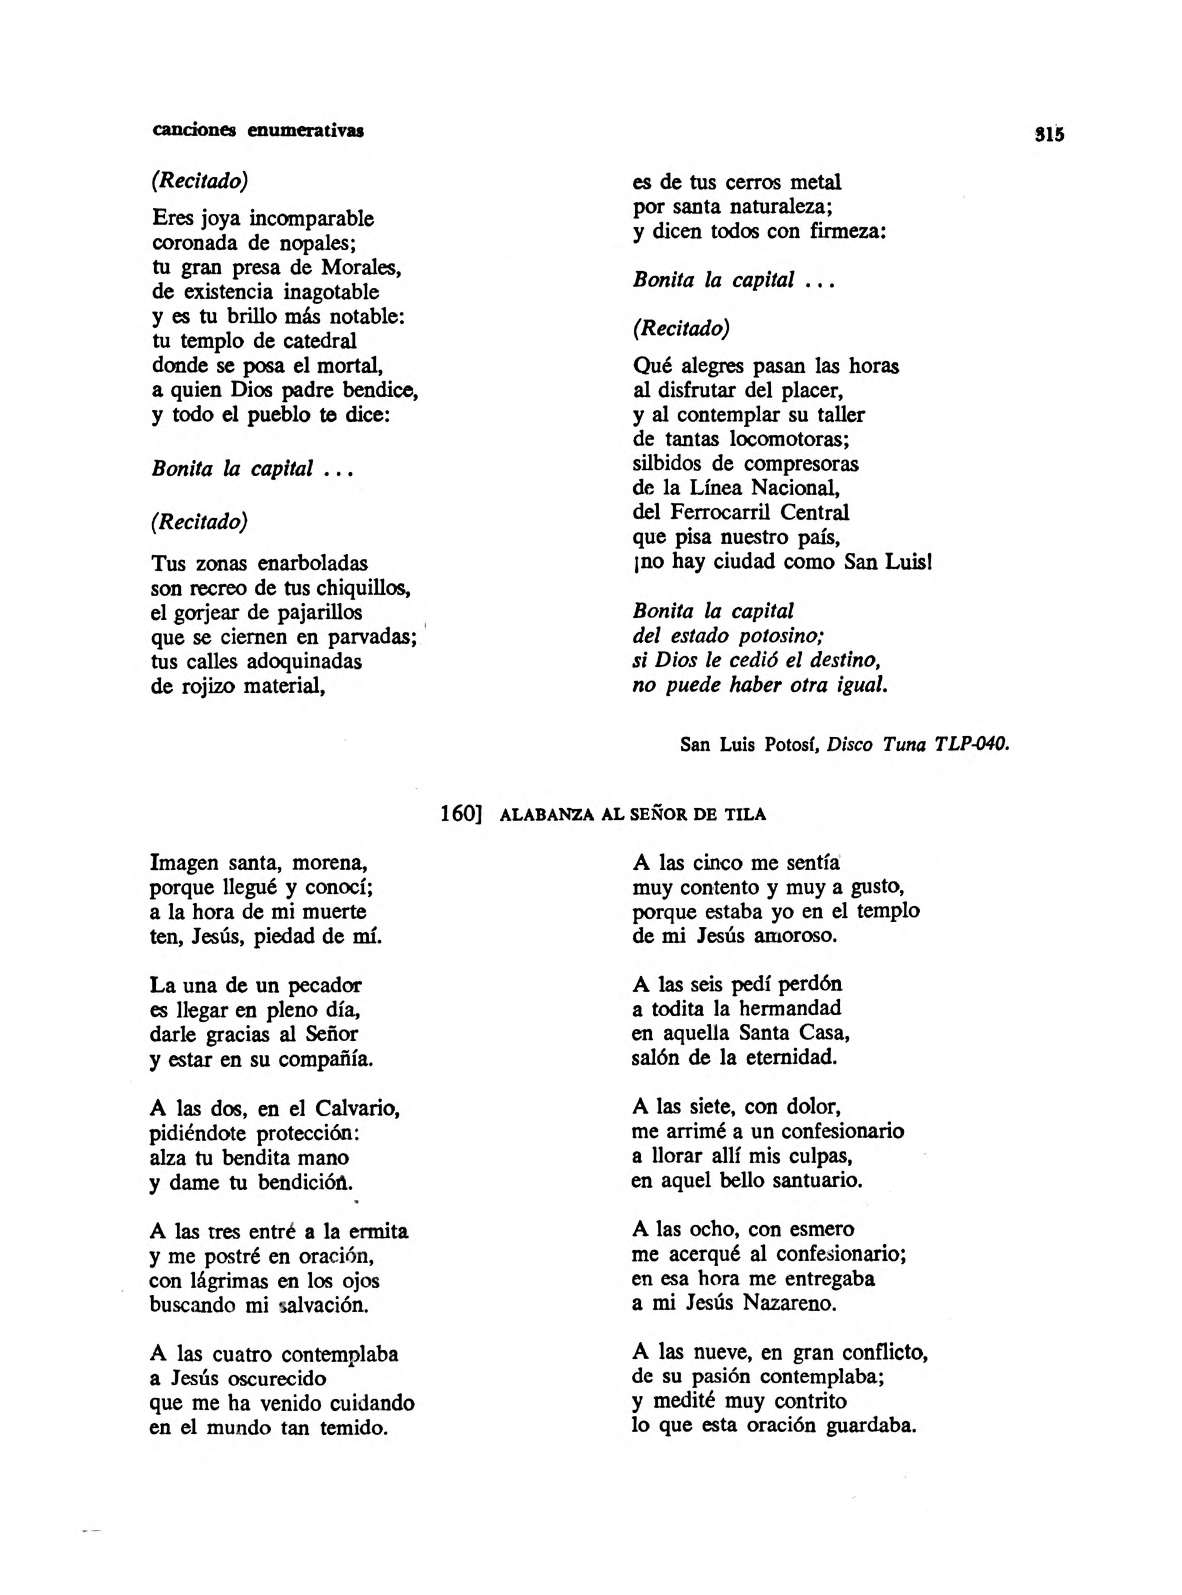 canciones enumerativas
315
(Recitado)
Eres joya incomparable
coronada de nopales;
tu gran presa de Morales,
de existencia inagotable
y es tu brillo más notable:
tu templo de catedral
donde se posa el mortal,
a quien Dios padre bendice,
y todo el pueblo te dice:
Bonita la capital ...
(Recitado)
Tus zonas enarboladas
son recreo de tus chiquillos,
el gorjear de pajarillos
que se ciernen en parvadas;
tus calles adoquinadas
de rojizo material,
es de tus cerros metal
por santa naturaleza;
y dicen todos con firmeza:
Bonita la capital ...
(Recitado)
Qué alegres pasan las horas
al disfrutar del placer,
y al contemplar su taller
de tantas locomotoras;
silbidos de compresoras
de la Línea Nacional,
del Ferrocarril Central
que pisa nuestro país,
¡no hay ciudad como San Luis!
Bonita la capital
del estado potosino;
si Dios le cedió el destino,
no puede haber otra igual.
San Luis Potosí, Disco Tuna TLP-040.
160] ALABANZA AL SEÑOR DE TILA
Imagen santa, morena,
porque llegué y conocí;
a la hora de mi muerte
ten, Jesús, piedad de mí.
La una de un pecador
es llegar en pleno día,
darle gracias al Señor
y estar en su compañía.
A las dos, en el Calvario,
pidiéndote protección:
alza tu bendita mano
y dame tu bendición.
A las tres entré a la ermita
y me postré en oración,
con lágrimas en los ojos
buscando mi salvación.
A las cuatro contemplaba
a Jesús oscurecido
que me ha venido cuidando
en el mundo tan temido.
A las cinco me sentía
muy contento y muy a gusto,
porque estaba yo en el templo
de mi Jesús amoroso.
A las seis pedí perdón
a todita la hermandad
en aquella Santa Casa,
salón de la eternidad.
A las siete, con dolor,
me arrimé a un confesionario
a llorar allí mis culpas,
en aquel bello santuario.
A las ocho, con esmero
me acerqué al confesionario;
en esa hora me entregaba
a mi Jesús Nazareno.
A las nueve, en gran conflicto,
de su pasión contemplaba;
y medité muy contrito
lo que esta oración guardaba.